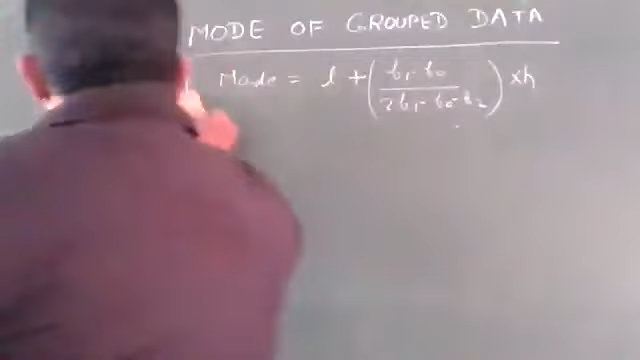 MODE OF GROUPED DATA
Mode = l + ( f₁ - f₀ / 2f₁ - f₀ - f₂ ) × h